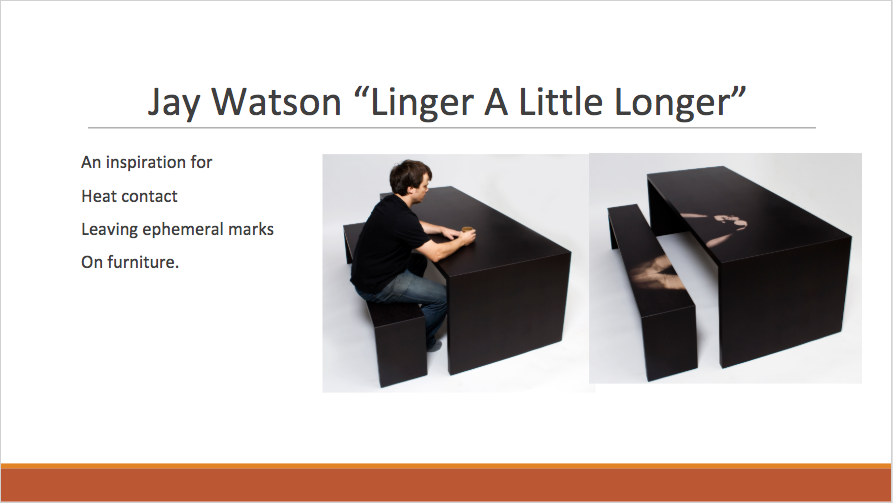 Jay Watson “Linger A Little Longer”
An inspiration for
Heat contact
Leaving ephemeral marks
On furniture.